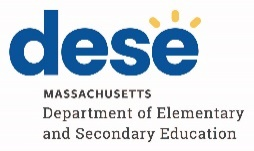 dese
MASSACHUSETTS
Department of Elementary
and Secondary Education